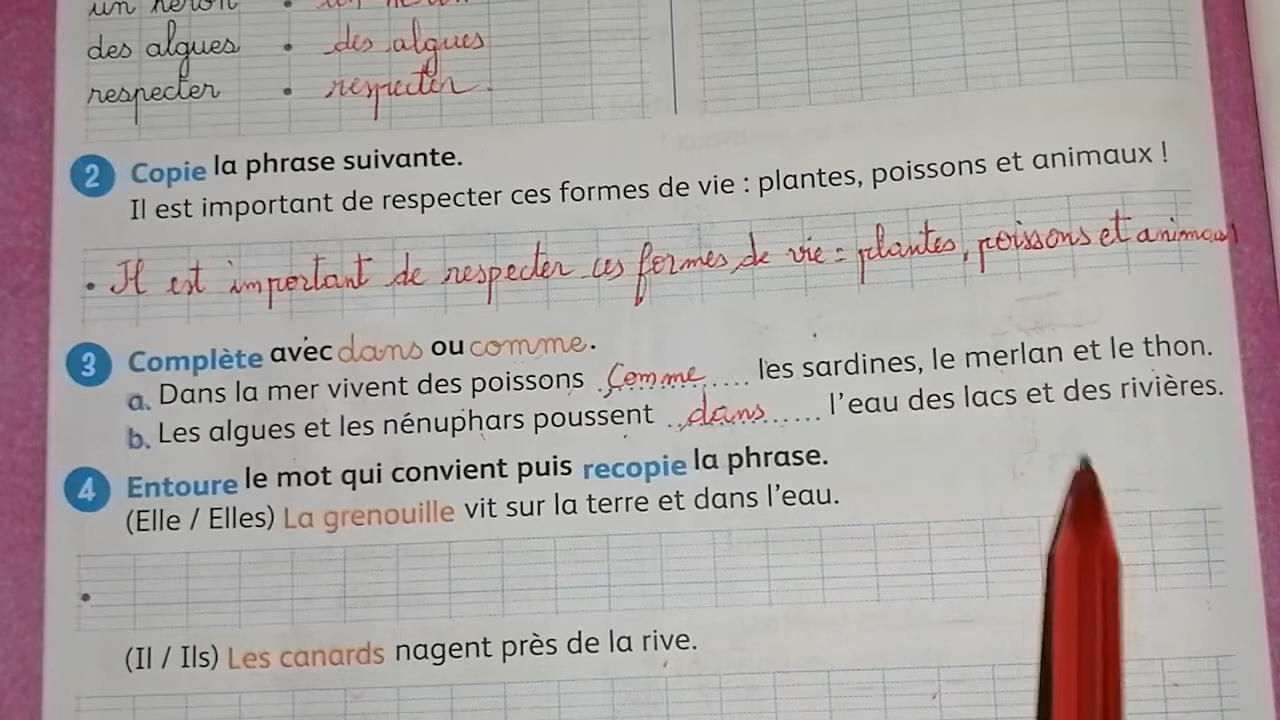 un héron • un
des algues • des algues
respecter • respecter.
2 Copie la phrase suivante.
Il est important de respecter ces formes de vie : plantes, poissons et animaux !
• Il est important de respecter ces formes de vie : plantes, poissons et animaux
3 Complète avec dans ou comme.
a. Dans la mer vivent des poissons ..Comme..... les sardines, le merlan et le thon.
b. Les algues et les nénuphars poussent ..dans...... l'eau des lacs et des rivières.
4 Entoure le mot qui convient puis recopie la phrase.
(Elle / Elles) La grenouille vit sur la terre et dans l'eau.
•
(Il / Ils) Les canards nagent près de la rive.